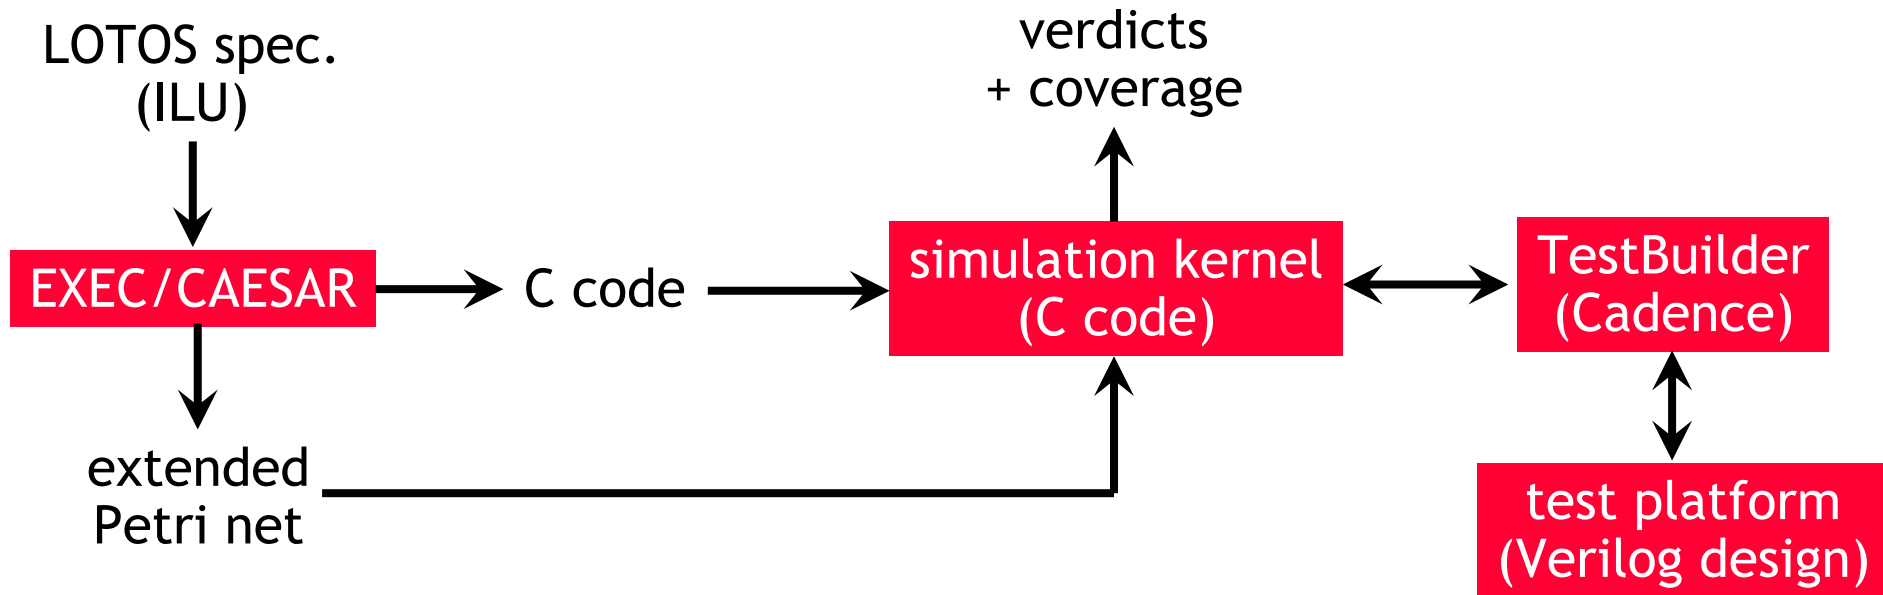 LOTOS spec.
(ILU)
verdicts
+ coverage
EXEC/CAESAR
C code
simulation kernel
(C code)
TestBuilder
(Cadence)
extended
Petri net
test platform
(Verilog design)